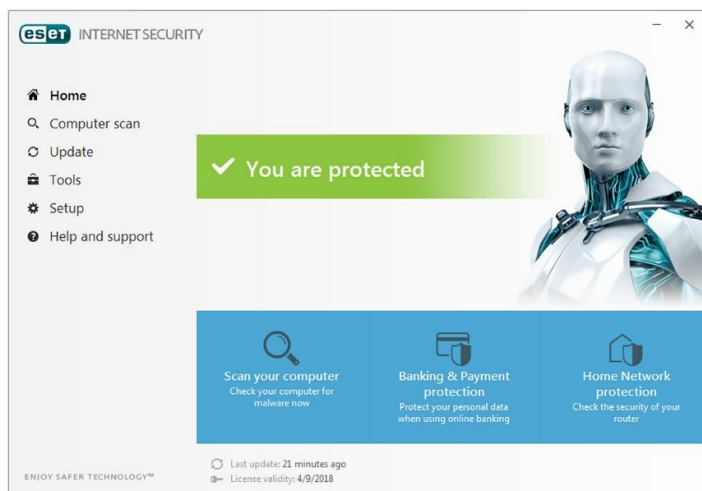 eset INTERNET SECURITY
Home
Computer scan
Update
Tools
Setup
Help and support
You are protected
Scan your computer
Check your computer for
malware now
Banking & Payment
protection
Protect your personal data
when using online banking
Home Network
protection
Check the security of your
router
Last update: 21 minutes ago
License validity: 4/9/2018
ENJOY SAFER TECHNOLOGY™